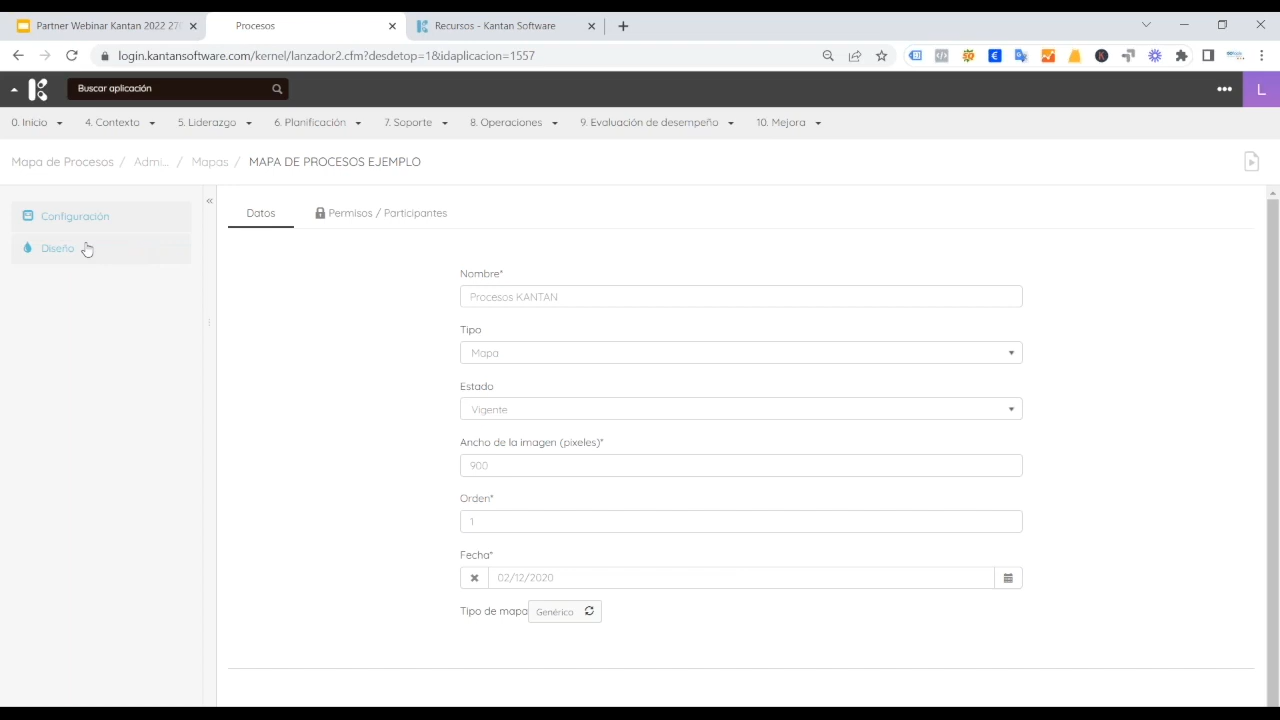 Partner Webinar Kantan 2022 270
Procesos
Recursos - Kantan Software
login.kantansoftware.com/kernel/lanzador2.cfm?desdetop=1&idaplicacion=1557
Buscar aplicación
L
0. Inicio
4. Contexto
5. Liderazgo
6. Planificación
7. Soporte
8. Operaciones
9. Evaluación de desempeño
10. Mejora
Mapa de Procesos / Admi... / Mapas / MAPA DE PROCESOS EJEMPLO
Configuración
Diseño
Datos
Permisos / Participantes
Nombre*
Procesos KANTAN
Tipo
Mapa
Estado
Vigente
Ancho de la imagen (pixeles)*
900
Orden*
1
Fecha*
02/12/2020
Tipo de mapa Genérico